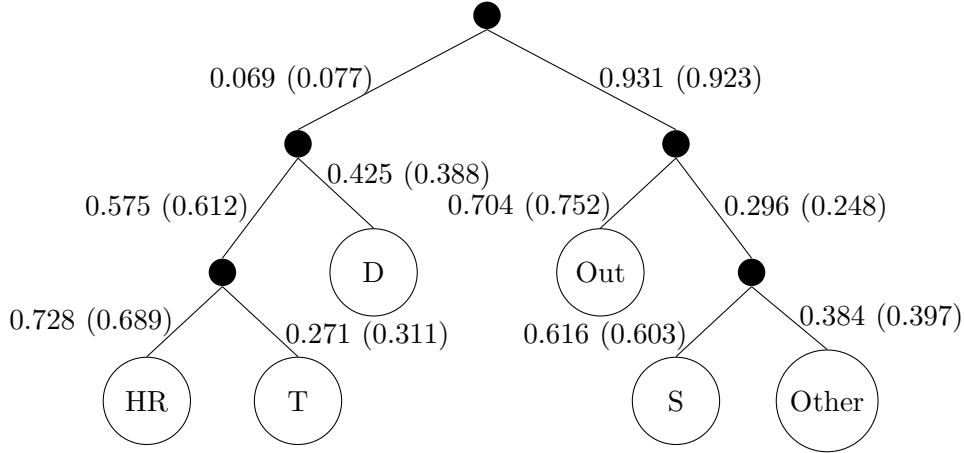 0.069 (0.077)
0.931 (0.923)
0.425 (0.388)
0.575 (0.612)
0.704 (0.752)
0.296 (0.248)
D
Out
0.728 (0.689)
0.271 (0.311)
0.616 (0.603)
0.384 (0.397)
HR
T
S
Other